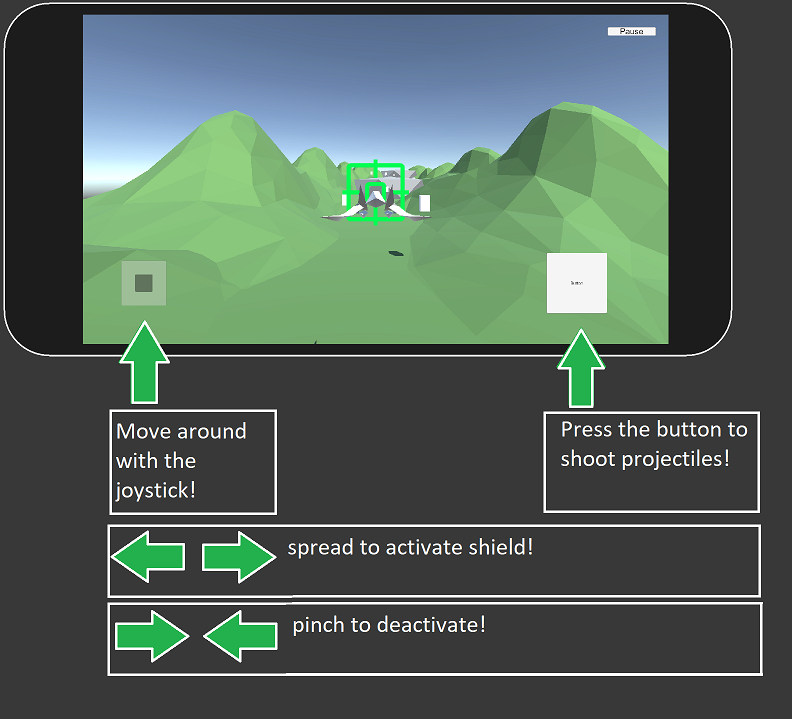 Pause
Button
Move around
with the
joystick!
Press the button to
shoot projectiles!
spread to activate shield!
pinch to deactivate!